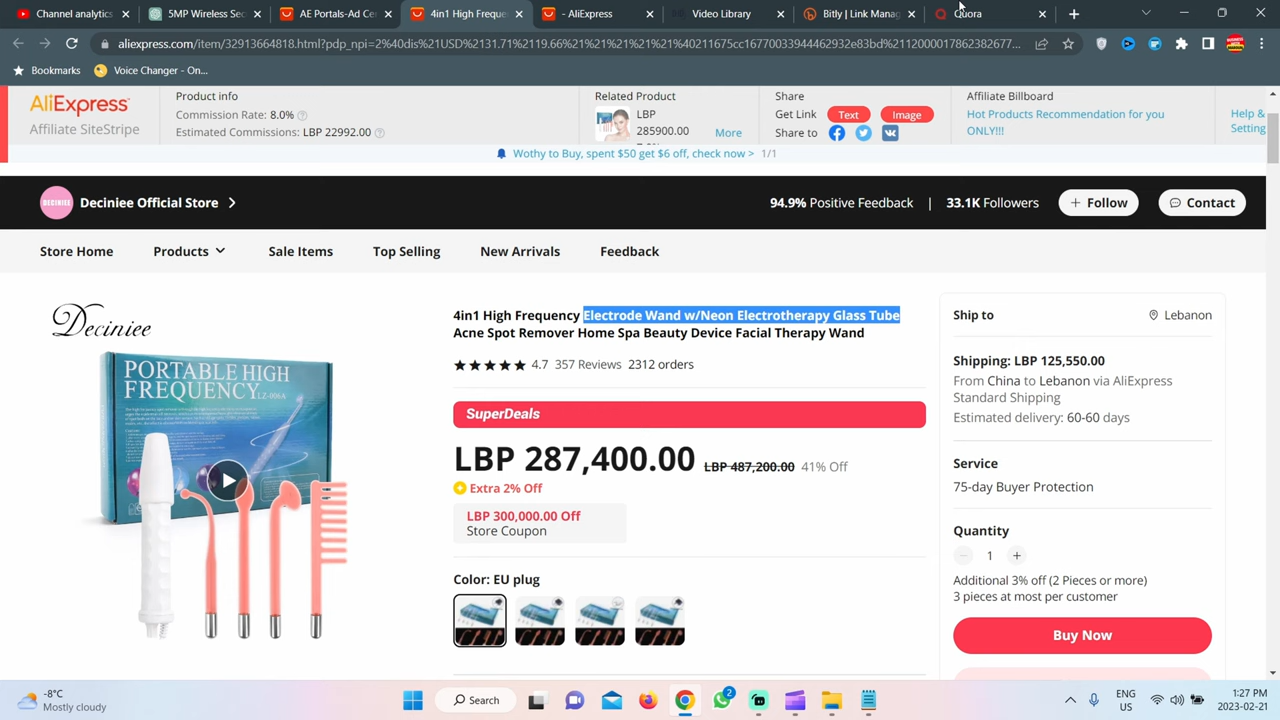 Channel analytics
5MP Wireless Sec
AE Portals-Ad Ce
4in1 High Freque
- AliExpress
Video Library
Bitly | Link Manag
Quora
aliexpress.com/item/32913664818.html?pdp_npi=2%40dis%21USD%2131.71%2119.66%21%21%21%21%21%40211675cc16770033944462932e83bd%2112000017862382677...
Bookmarks
Voice Changer - On...
AliExpress
Affiliate SiteStripe
Product info
Commission Rate: 8.0%
Estimated Commissions: LBP 22992.00
Related Product
LBP
285900.00
More
Share
Get Link Text Image
Share to
Affiliate Billboard
Hot Products Recommendation for you
ONLY!!!
Help &
Setting
Wothy to Buy, spent $50 get $6 off, check now > 1/1
DECINIEE
Deciniee Official Store
94.9% Positive Feedback | 33.1K Followers
Follow
Contact
Store Home
Products
Sale Items
Top Selling
New Arrivals
Feedback
Deciniee
PORTABLE HIGH
FREQUENCY LZ-006A
4in1 High Frequency Electrode Wand w/Neon Electrotherapy Glass Tube
Acne Spot Remover Home Spa Beauty Device Facial Therapy Wand
4.7 357 Reviews 2312 orders
SuperDeals
LBP 287,400.00 LBP 487,200.00 41% Off
Extra 2% Off
LBP 300,000.00 Off
Store Coupon
Color: EU plug
Ship to
Lebanon
Shipping: LBP 125,550.00
From China to Lebanon via AliExpress
Standard Shipping
Estimated delivery: 60-60 days
Service
75-day Buyer Protection
Quantity
1
Additional 3% off (2 Pieces or more)
3 pieces at most per customer
Buy Now
-8°C
Mostly cloudy
Search
2
ENG
US
1:27 PM
2023-02-21